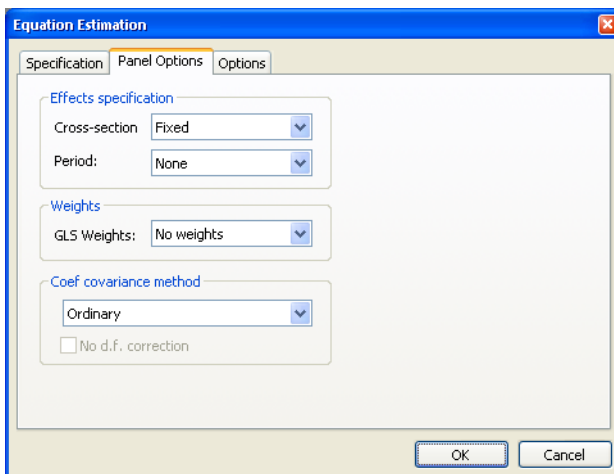 Equation Estimation
Specification Panel Options Options
Effects specification
Cross-section Fixed
Period: None
Weights
GLS Weights: No weights
Coef covariance method
Ordinary
No d.f. correction
OK Cancel